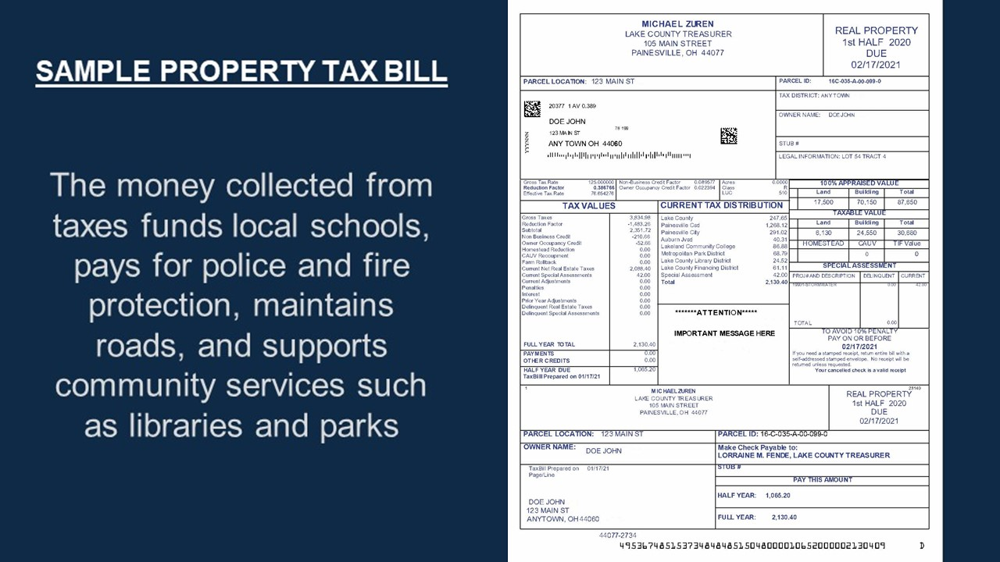 SAMPLE PROPERTY TAX BILL
The money collected from
taxes funds local schools,
pays for police and fire
protection, maintains
roads, and supports
community services such
as libraries and parks
MICHAEL ZUREN
LAKE COUNTY TREASURER
105 MAIN STREET
PAINESVILLE, OH 44077
REAL PROPERTY
1st HALF 2020
DUE
02/17/2021
PARCEL LOCATION: 123 MAIN ST
PARCEL ID: 16C-035-A-00-099-0
TAX DISTRICT: ANY TOWN
OWNER NAME: DOE JOHN
STUB #
LEGAL INFORMATION: LOT 54 TRACT 4
20377 1 AV 0.389
DOE JOHN
78 199
123 MAIN ST
ANY TOWN OH 44060
NNNYYYY
Gross Tax Rate 125.000000 Non-Business Credit Factor 0.089577 Acres 0.0000
Reduction Factor 0.386766 Owner Occupancy Credit Factor 0.022394 Class R
Effective Tax Rate 76.654276 LUC 510
TAX VALUES
Gross Taxes 3,834.98
Reduction Factor -1,483.26
Subtotal 2,351.72
Non Business Credit -210.66
Owner Occupancy Credit -52.66
Homestead Reduction 0.00
CAUV Recoupment 0.00
Farm Rollback 0.00
Current Net Real Estate Taxes 2,088.40
Current Special Assessments 42.00
Current Adjustments 0.00
Penalties 0.00
Interest 0.00
Prior Year Adjustments 0.00
Delinquent Real Estate Taxes 0.00
Delinquent Special Assessments 0.00
FULL YEAR TOTAL 2,130.40
PAYMENTS 0.00
OTHER CREDITS 0.00
HALF YEAR DUE 1,065.20
TaxBill Prepared on 01/17/21
CURRENT TAX DISTRIBUTION
Lake County 247.65
Painesville Csd 1,268.12
Painesville City 291.02
Auburn Jvsd 40.31
Lakeland Community College 86.88
Metropolitan Park District 68.79
Lake County Library District 24.52
Lake County Financing District 61.11
Special Assessment 42.00
Total 2,130.40
*******ATTENTION*****
IMPORTANT MESSAGE HERE
100% APPRAISED VALUE
Land Building Total
17,500 70,150 87,650
TAXABLE VALUE
Land Building Total
6,130 24,550 30,680
HOMESTEAD CAUV TIF Value
0 0
SPECIAL ASSESSMENT
PROJ# AND DESCRIPTION DELINQUENT CURRENT
STORMWATER 0.00 42.00
TOTAL 0.00
TO AVOID 10% PENALTY
PAY ON OR BEFORE
02/17/2021
If you need a stamped receipt, return entire bill with a
self-addressed stamped envelope. No receipt will be
returned unless requested.
Your cancelled check is a valid receipt
1
MICHAEL ZUREN
LAKE COUNTY TREASURER
105 MAIN STREET
PAINESVILLE, OH 44077
23149
REAL PROPERTY
1st HALF 2020
DUE
02/17/2021
PARCEL LOCATION: 123 MAIN ST
PARCEL ID: 16-C-035-A-00-099-0
OWNER NAME: DOE JOHN
Make Check Payable to:
LORRAINE M. FENDE, LAKE COUNTY TREASURER
STUB #
TaxBill Prepared on 01/17/21
Page/Line
PAY THIS AMOUNT
HALF YEAR: 1,065.20
FULL YEAR: 2,130.40
DOE JOHN
123 MAIN ST
ANYTOWN, OH 44060
44077-2734
D